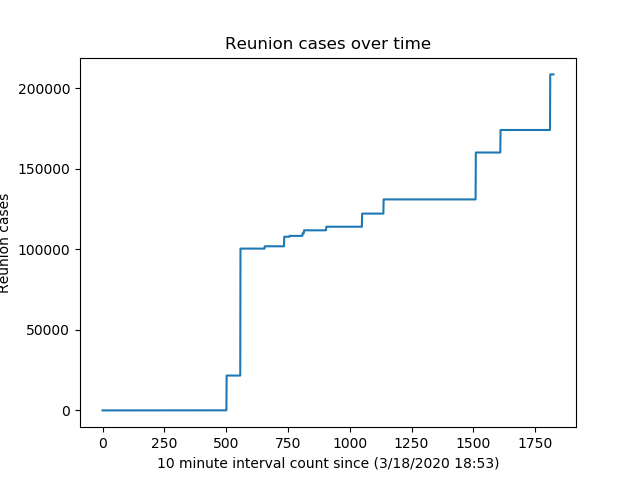 Reunion cases over time
200000
150000
100000
50000
0
Reunion cases
0 250 500 750 1000 1250 1500 1750
10 minute interval count since (3/18/2020 18:53)